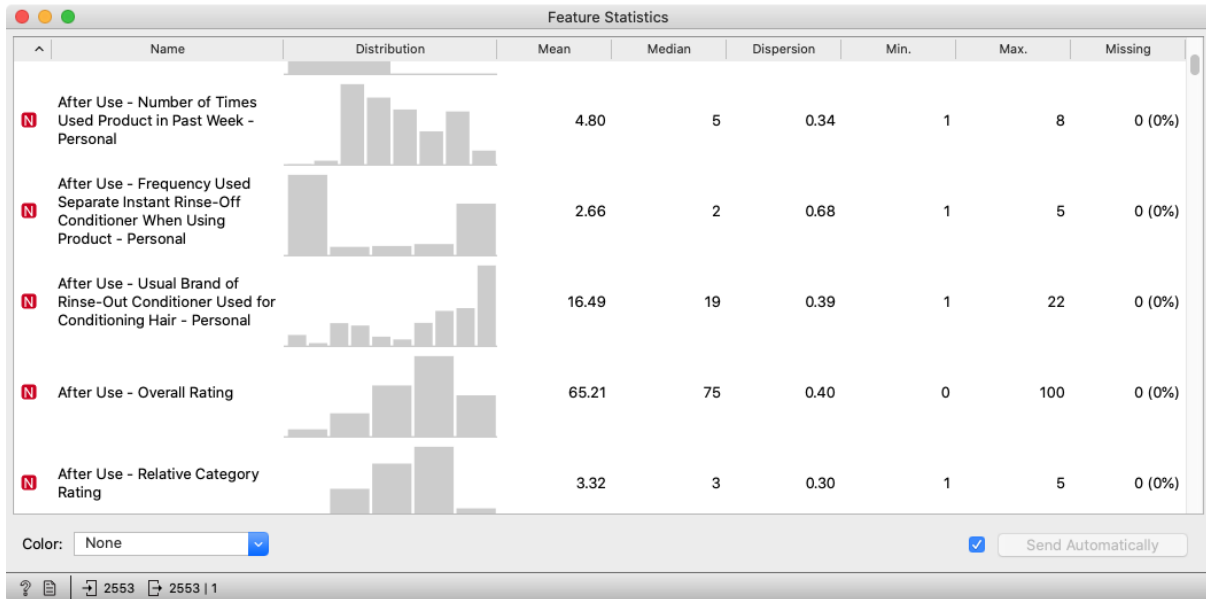 Feature Statistics
Name Distribution Mean Median Dispersion Min. Max. Missing
After Use - Number of Times
Used Product in Past Week -
Personal
N 4.80 5 0.34 1 8 0 (0%)
After Use - Frequency Used
Separate Instant Rinse-Off
Conditioner When Using
Product - Personal
N 2.66 2 0.68 1 5 0 (0%)
After Use - Usual Brand of
Rinse-Out Conditioner Used for
Conditioning Hair - Personal
N 16.49 19 0.39 1 22 0 (0%)
N After Use - Overall Rating 65.21 75 0.40 0 100 0 (0%)
After Use - Relative Category
Rating
N 3.32 3 0.30 1 5 0 (0%)
Color: None Send Automatically
? 2553 2553 | 1